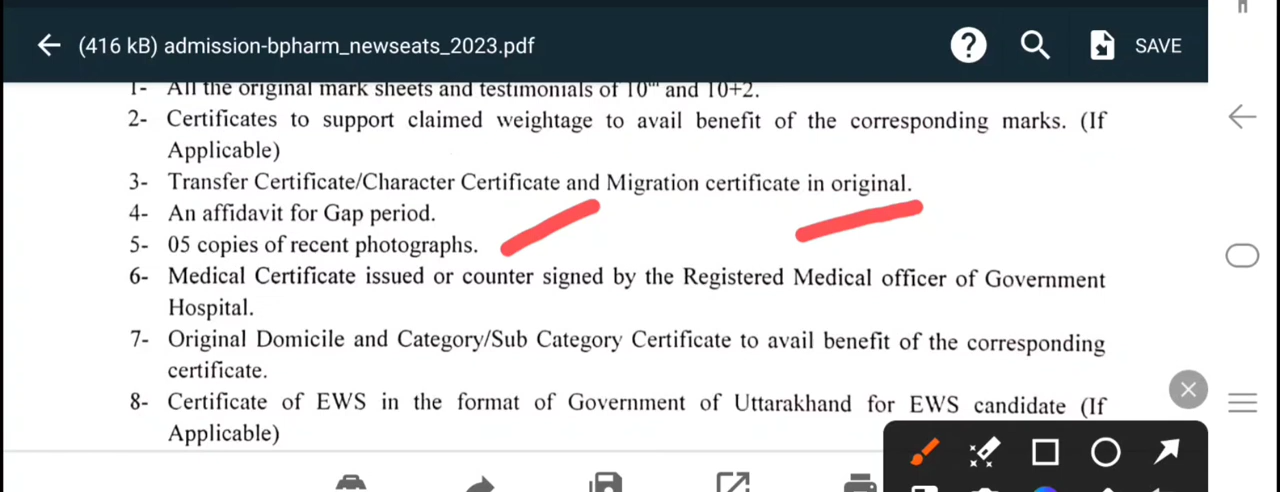 (416 kB) admission-bpharm_newseats_2023.pdf
SAVE
1- All the original mark sheets and testimonials of 10th and 10+2.
2- Certificates to support claimed weightage to avail benefit of the corresponding marks. (If
Applicable)
3- Transfer Certificate/Character Certificate and Migration certificate in original.
4- An affidavit for Gap period.
5- 05 copies of recent photographs.
6- Medical Certificate issued or counter signed by the Registered Medical officer of Government
Hospital.
7- Original Domicile and Category/Sub Category Certificate to avail benefit of the corresponding
certificate.
8- Certificate of EWS in the format of Government of Uttarakhand for EWS candidate (If
Applicable)